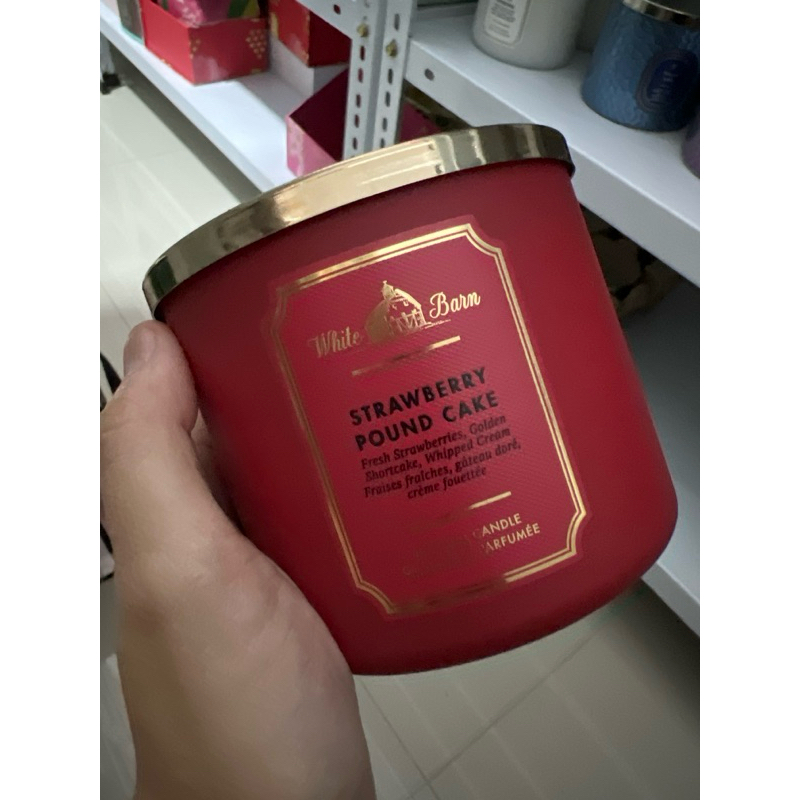 White Barn
STRAWBERRY
POUND CAKE
Fresh Strawberries, Golden
Shortcake, Whipped Cream
Fraises fraîches, gâteau doré,
crème fouettée
CANDLE
PARFUMÉE